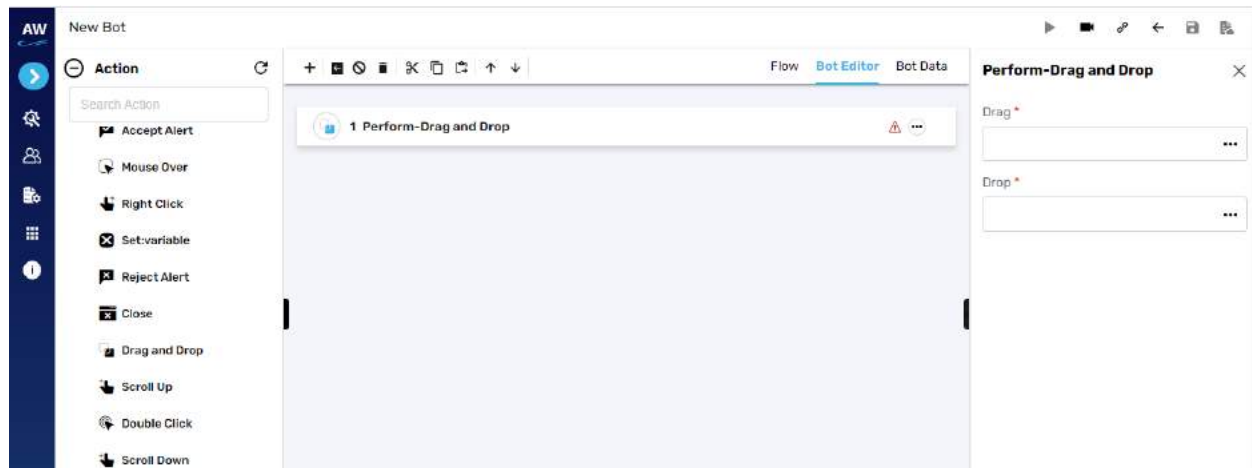 AW
New Bot
Action
Search Action
Accept Alert
Mouse Over
Right Click
Set:variable
Reject Alert
Close
Drag and Drop
Scroll Up
Double Click
Scroll Down
Flow Bot Editor Bot Data
1 Perform-Drag and Drop
Perform-Drag and Drop
Drag *
Drop *